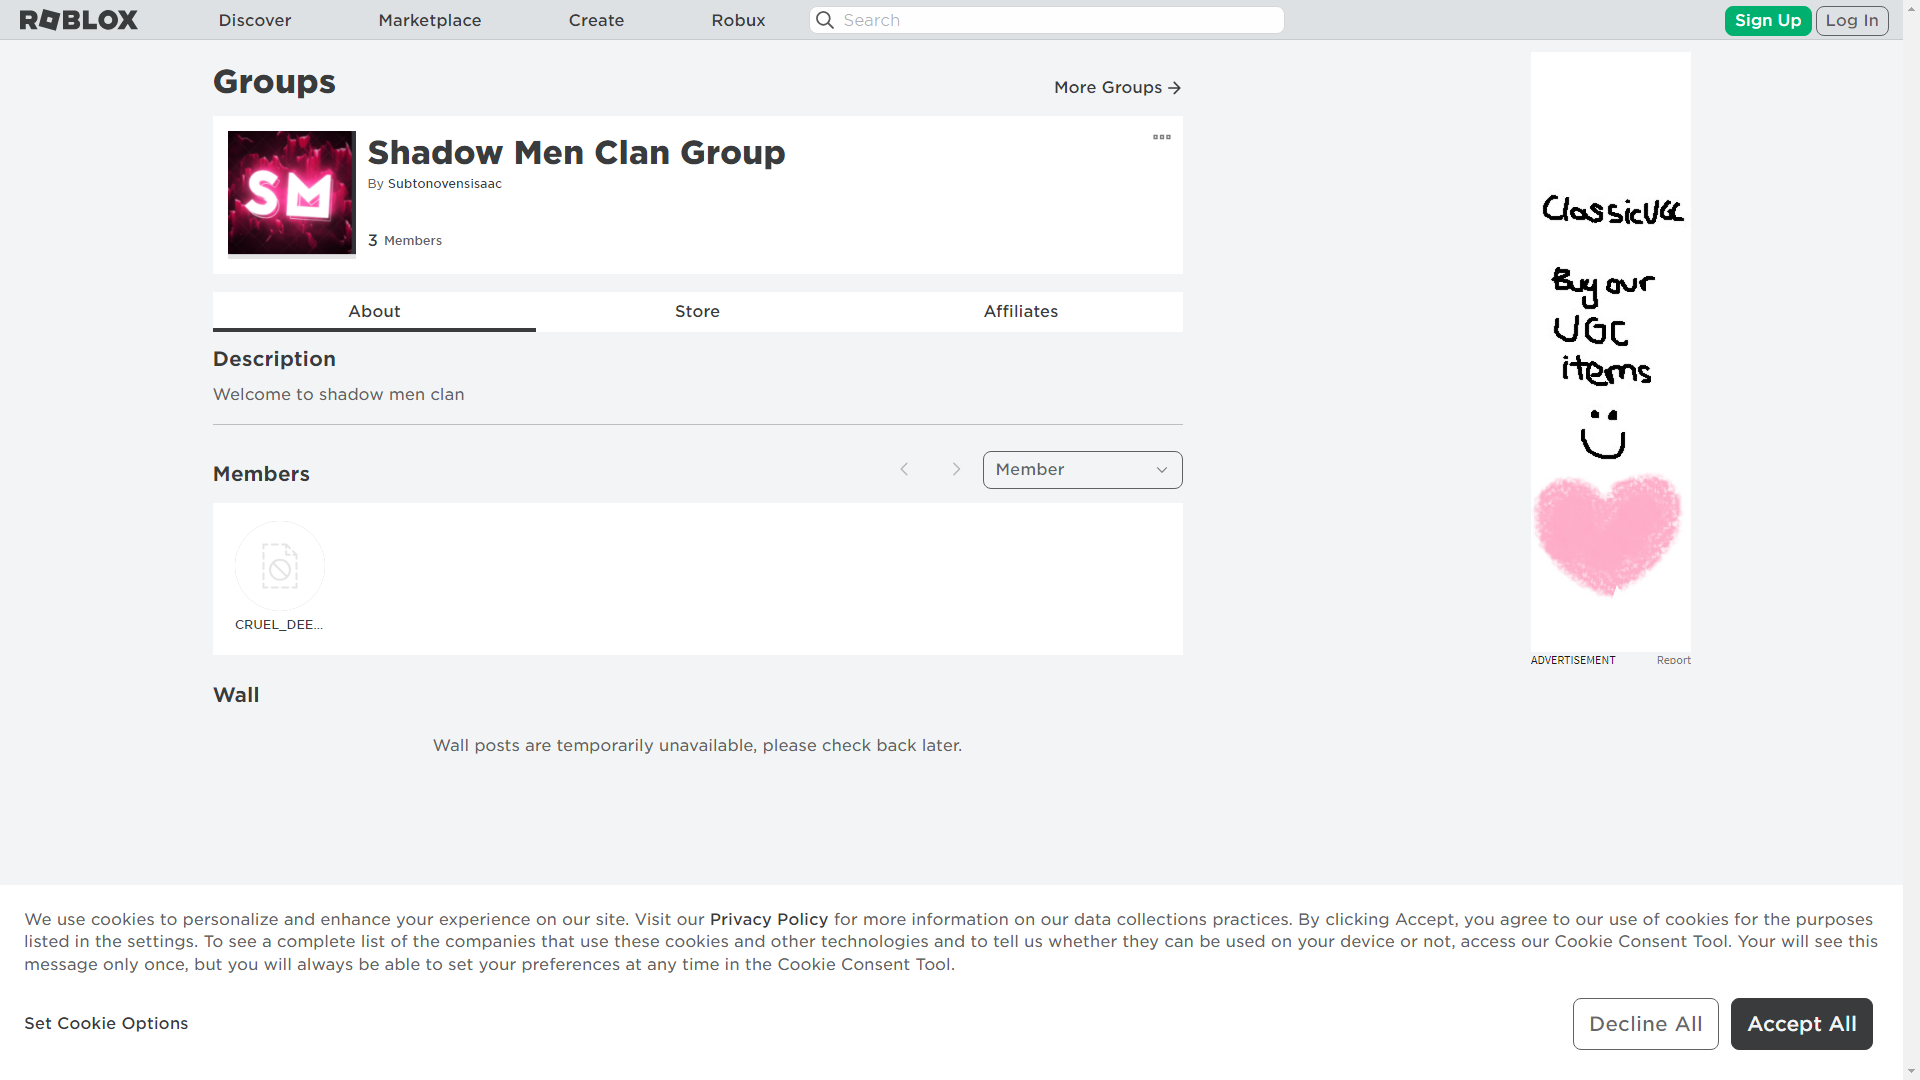 ROBLOX
Discover
Marketplace
Create
Robux
Search
Sign Up
Log In
Groups
More Groups
SM
Shadow Men Clan Group
By Subtonovensisaac
3 Members
About
Store
Affiliates
Description
Welcome to shadow men clan
Members
Member
CRUEL_DEE...
Wall
Wall posts are temporarily unavailable, please check back later.
ClassicUGC
Buy our
UGC
items
ADVERTISEMENT
Report
We use cookies to personalize and enhance your experience on our site. Visit our Privacy Policy for more information on our data collections practices. By clicking Accept, you agree to our use of cookies for the purposes
listed in the settings. To see a complete list of the companies that use these cookies and other technologies and to tell us whether they can be used on your device or not, access our Cookie Consent Tool. Your will see this
message only once, but you will always be able to set your preferences at any time in the Cookie Consent Tool.
Set Cookie Options
Decline All
Accept All